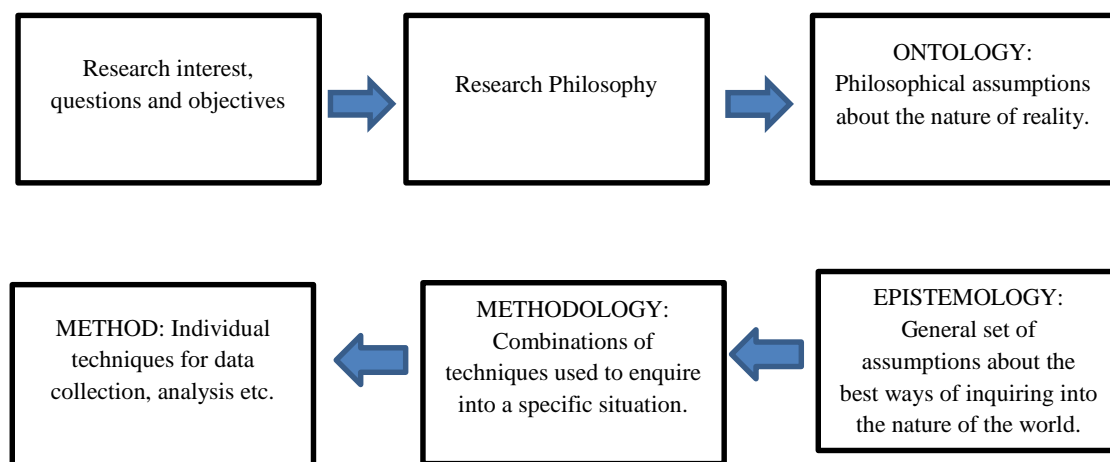 Research interest,
questions and objectives
Research Philosophy
ONTOLOGY:
Philosophical assumptions
about the nature of reality.
METHOD: Individual
techniques for data
collection, analysis etc.
METHODOLOGY:
Combinations of
techniques used to enquire
into a specific situation.
EPISTEMOLOGY:
General set of
assumptions about the
best ways of inquiring into
the nature of the world.